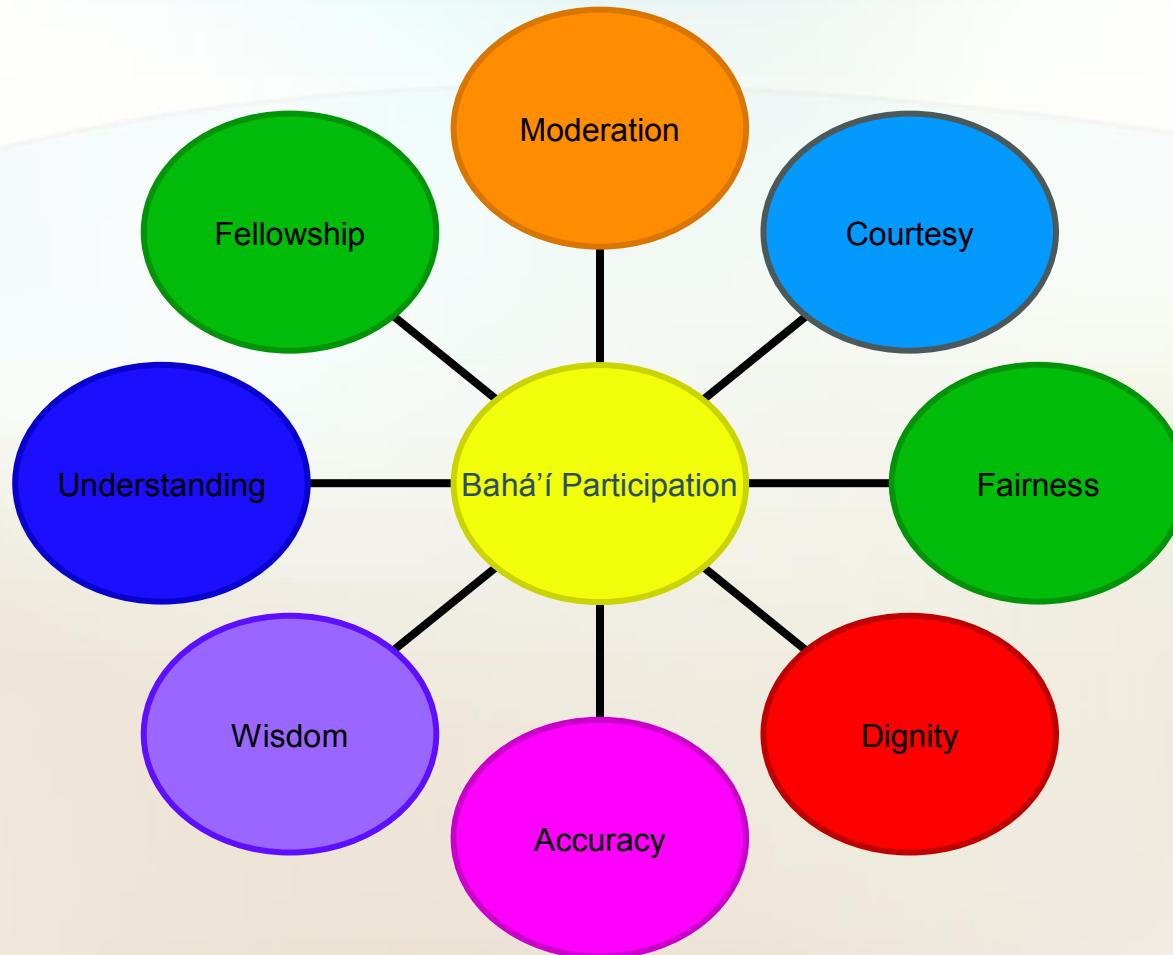 Moderation
Fellowship
Courtesy
Understanding
Bahá’í Participation
Fairness
Wisdom
Dignity
Accuracy